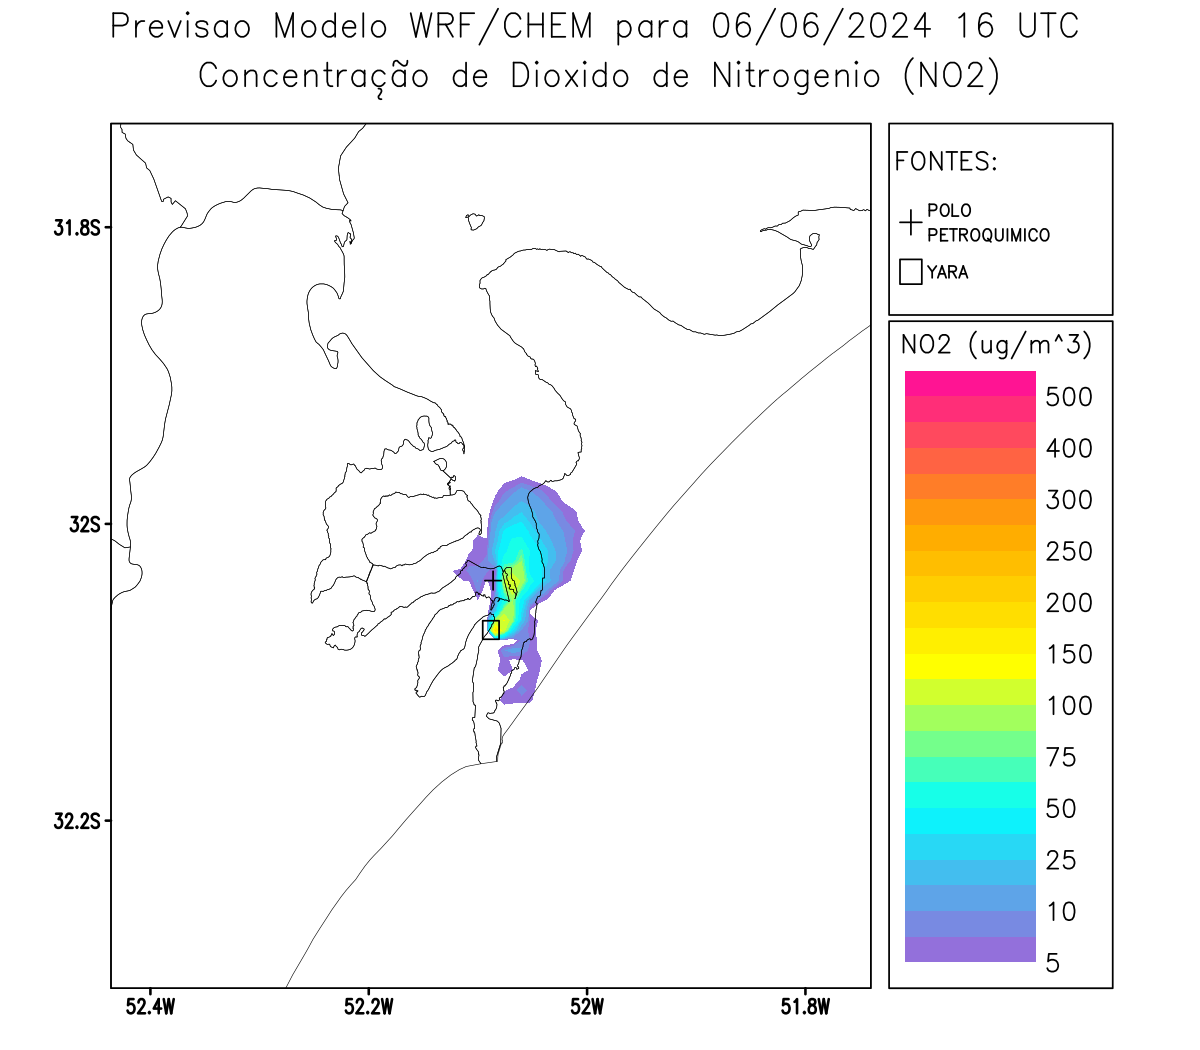 Previsao Modelo WRF/CHEM para 06/06/2024 16 UTC
Concentração de Dioxido de Nitrogenio (NO2)
FONTES:
POLO
PETROQUIMICO
YARA
NO2 (ug/m^3)
500
400
300
250
200
150
100
75
50
25
10
5
31.8S
32S
32.2S
52.4W
52.2W
52W
51.8W